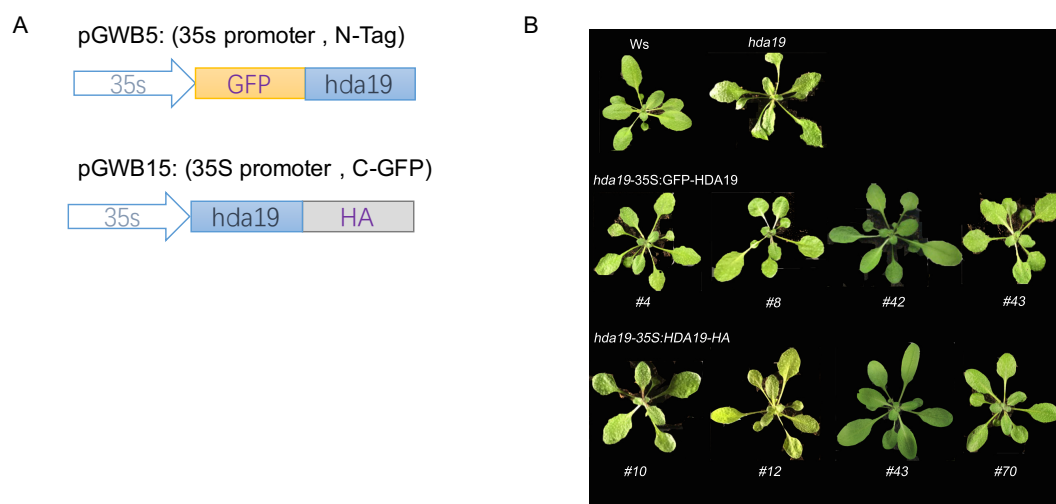 A
pGWB5: (35s promoter , N-Tag)
35s GFP hda19
pGWB15: (35S promoter , C-GFP)
35s hda19 HA
B
Ws hda19
hda19-35S:GFP-HDA19
#4 #8 #42 #43
hda19-35S:HDA19-HA
#10 #12 #43 #70